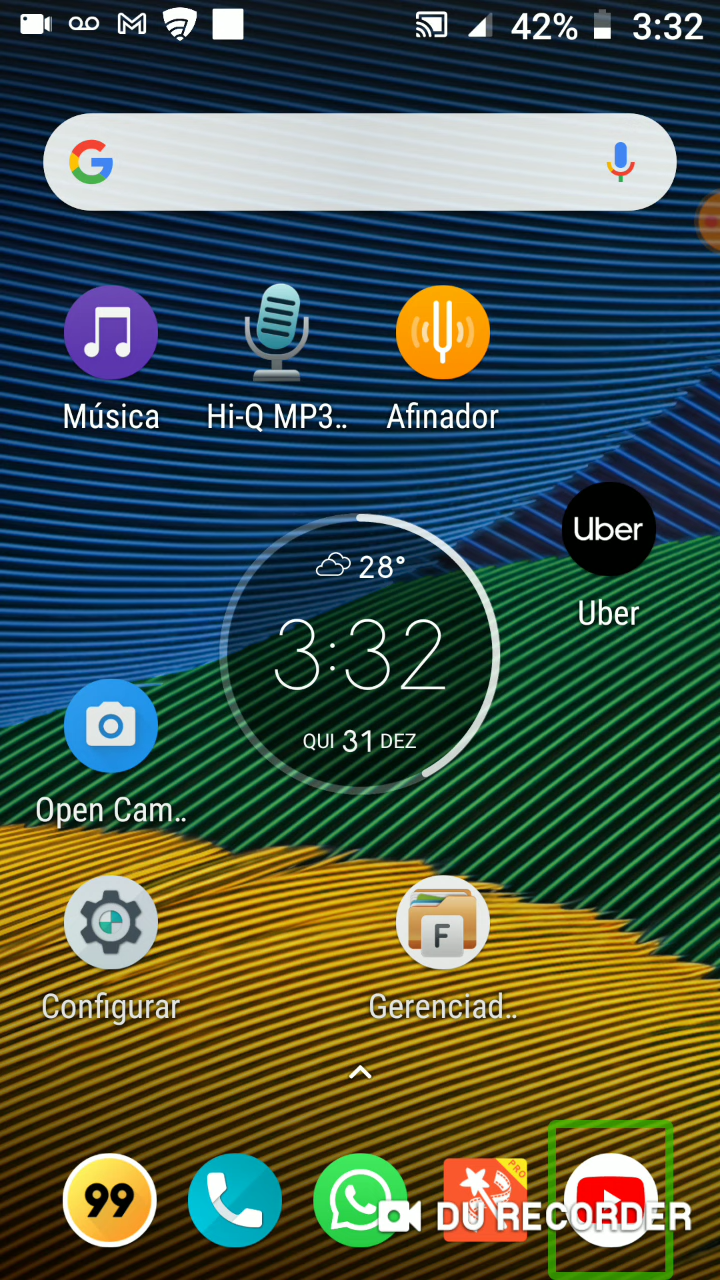 42% 3:32
Música Hi-Q MP3.. Afinador
Uber
Uber
28°
3:32
QUI 31 DEZ
Open Cam..
F
Configurar Gerenciad..
99
PRO
DU RECORDER